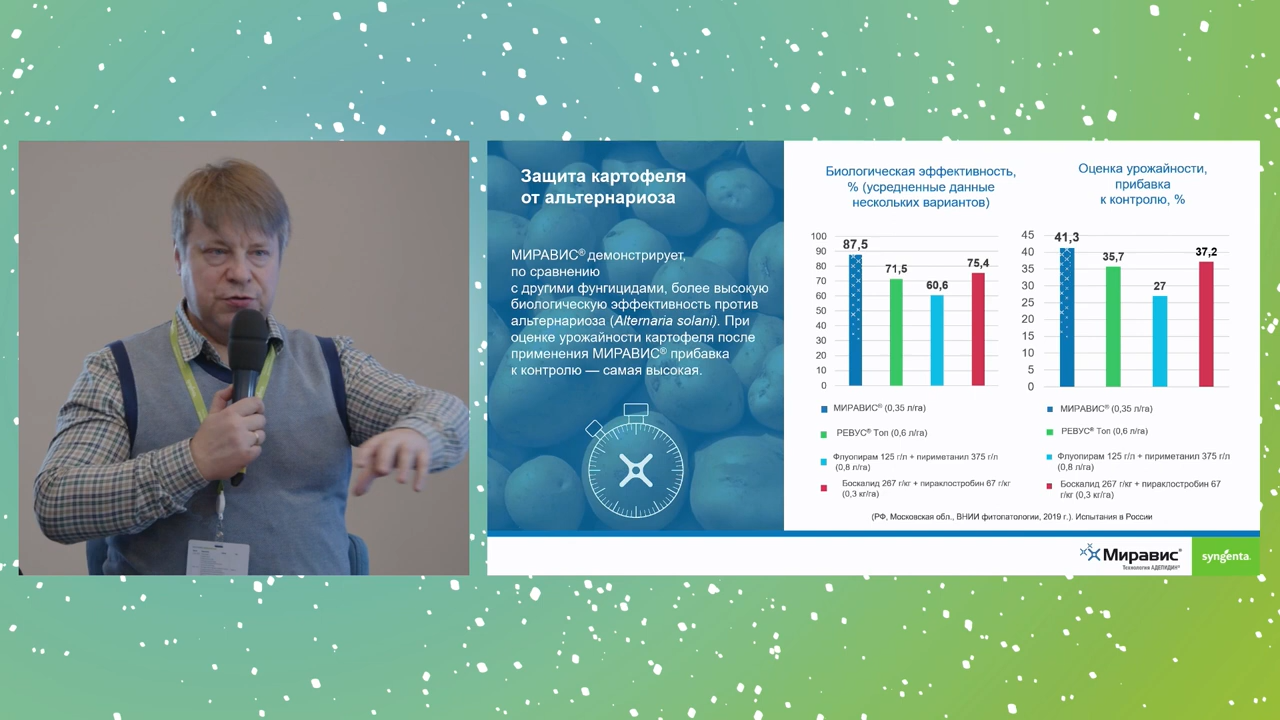 Защита картофеля
от альтернариоза
МИРАВИС® демонстрирует,
по сравнению
с другими фунгицидами, более высокую
биологическую эффективность против
альтернариоза (Alternaria solani). При
оценке урожайности картофеля после
применения МИРАВИС® прибавка
к контролю — самая высокая.
Биологическая эффективность,
% (усредненные данные
нескольких вариантов)
100
90
80
70
60
50
40
30
20
10
0
87,5
71,5
60,6
75,4
МИРАВИС® (0,35 л/га)
РЕВУС® Топ (0,6 л/га)
Флуопирам 125 г/л + пириметанил 375 г/л
(0,8 л/га)
Боскалид 267 г/кг + пираклостробин 67 г/кг
(0,3 кг/га)
Оценка урожайности,
прибавка
к контролю, %
45
40
35
30
25
20
15
10
5
0
41,3
35,7
27
37,2
МИРАВИС® (0,35 л/га)
РЕВУС® Топ (0,6 л/га)
Флуопирам 125 г/л + пириметанил 375 г/л
(0,8 л/га)
Боскалид 267 г/кг + пираклостробин 67
г/кг (0,3 кг/га)
(РФ, Московская обл., ВНИИ фитопатологии, 2019 г.). Испытания в России
Миравис®
Технология АДЕПИДИН®
syngenta.